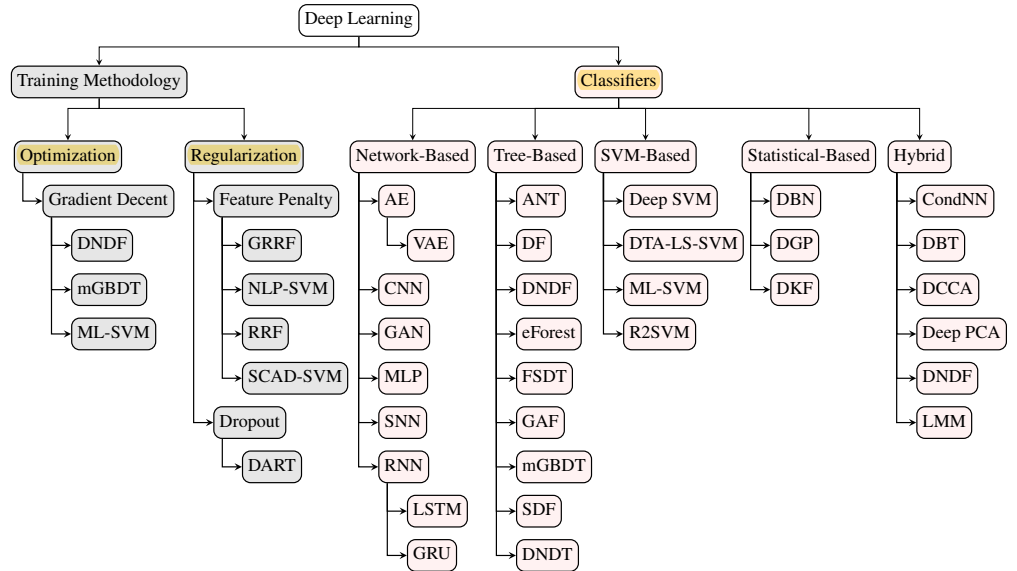 Deep Learning
Training Methodology
Classifiers
Optimization
Regularization
Network-Based
Tree-Based
SVM-Based
Statistical-Based
Hybrid
Gradient Decent
DNDF
mGBDT
ML-SVM
Feature Penalty
GRRF
NLP-SVM
RRF
SCAD-SVM
Dropout
DART
AE
VAE
CNN
GAN
MLP
SNN
RNN
LSTM
GRU
ANT
DF
DNDF
eForest
FSDT
GAF
mGBDT
SDF
DNDT
Deep SVM
DTA-LS-SVM
ML-SVM
R2SVM
DBN
DGP
DKF
CondNN
DBT
DCCA
Deep PCA
DNDF
LMM